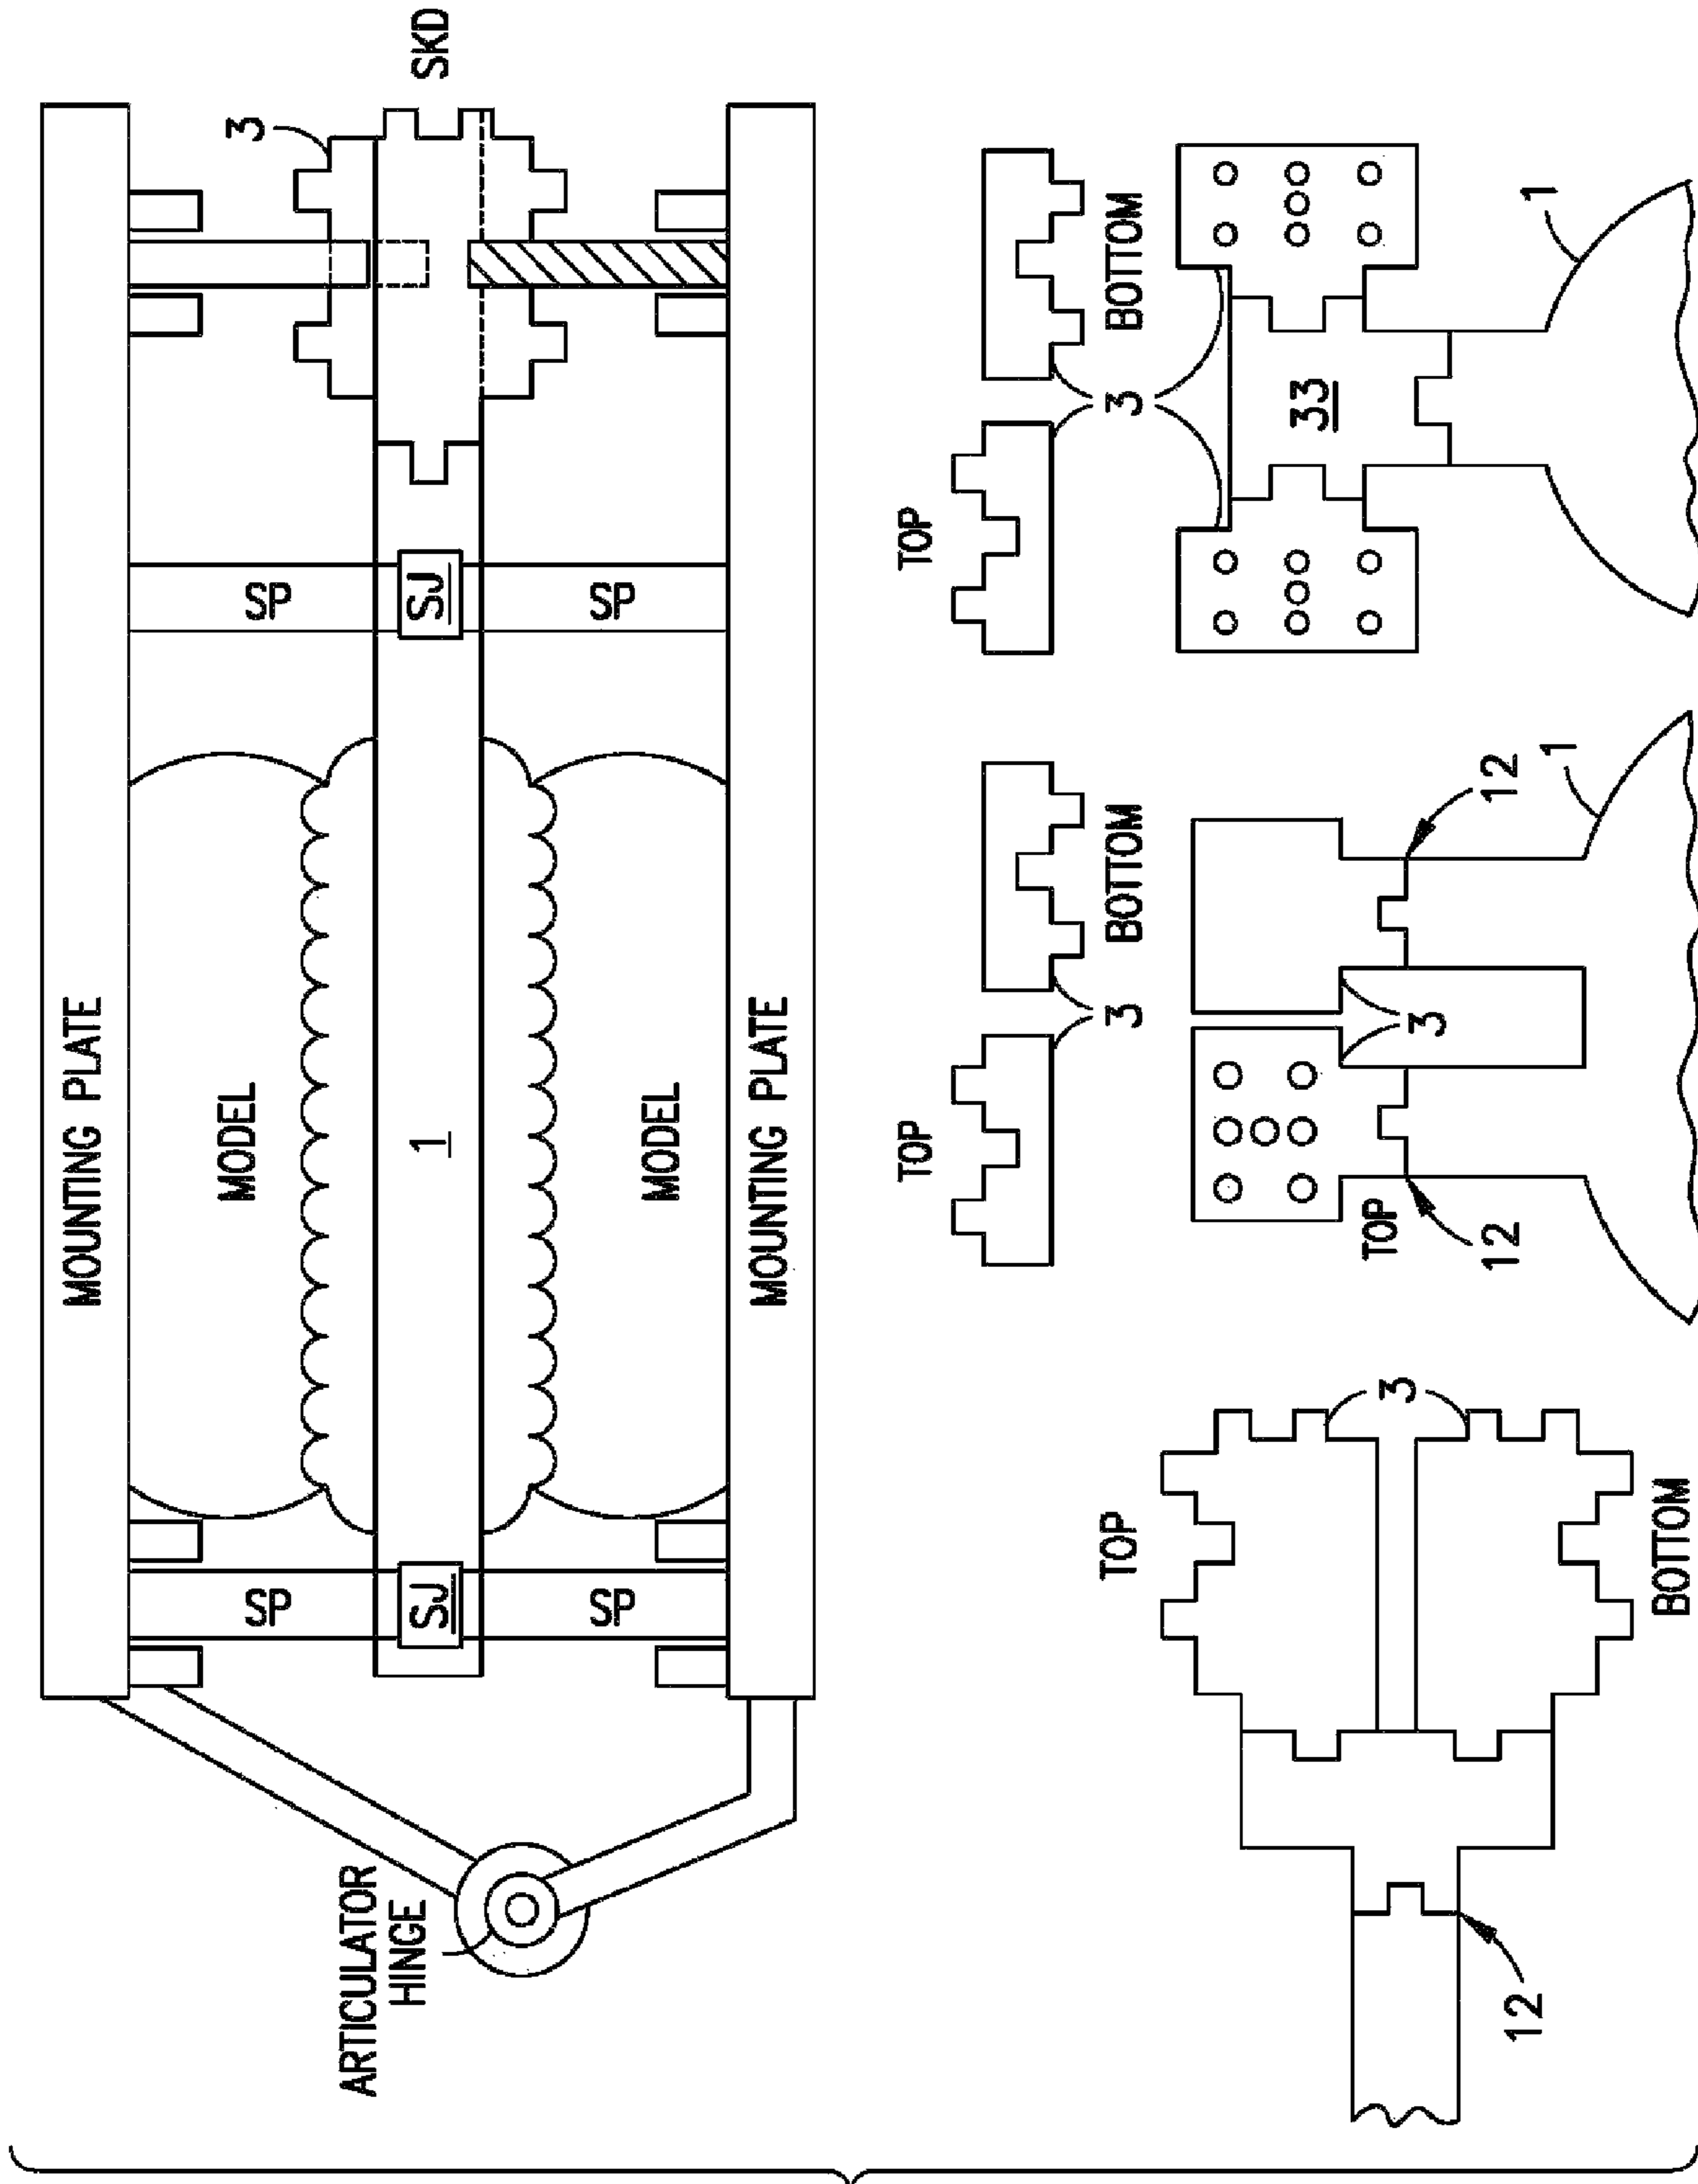 MOUNTING PLATE
3
SKD
MODEL
SP
SP
SJ
SJ
1
SP
SP
MODEL
MOUNTING PLATE
ARTICULATOR
HINGE
TOP
BOTTOM
3
12
TOP
BOTTOM
3
TOP
3
12
12
1
TOP
BOTTOM
3
33
1